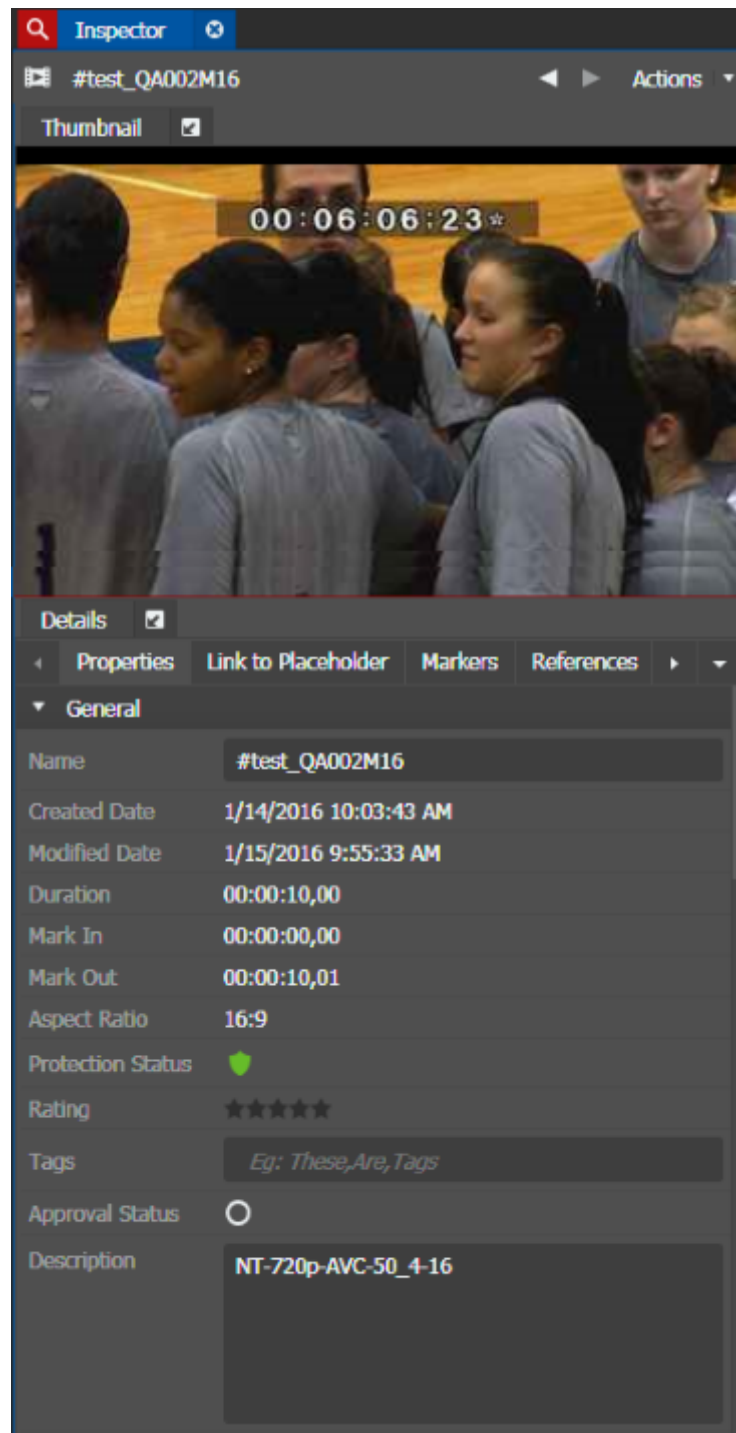 Inspector
#test_QA002M16 Actions
Thumbnail
00:06:06:23*
Details
Properties Link to Placeholder Markers References
General
Name #test_QA002M16
Created Date 1/14/2016 10:03:43 AM
Modified Date 1/15/2016 9:55:33 AM
Duration 00:00:10,00
Mark In 00:00:00,00
Mark Out 00:00:10,01
Aspect Ratio 16:9
Protection Status
Rating
Tags Eg: These,Are,Tags
Approval Status
Description NT-720p-AVC-50_4-16